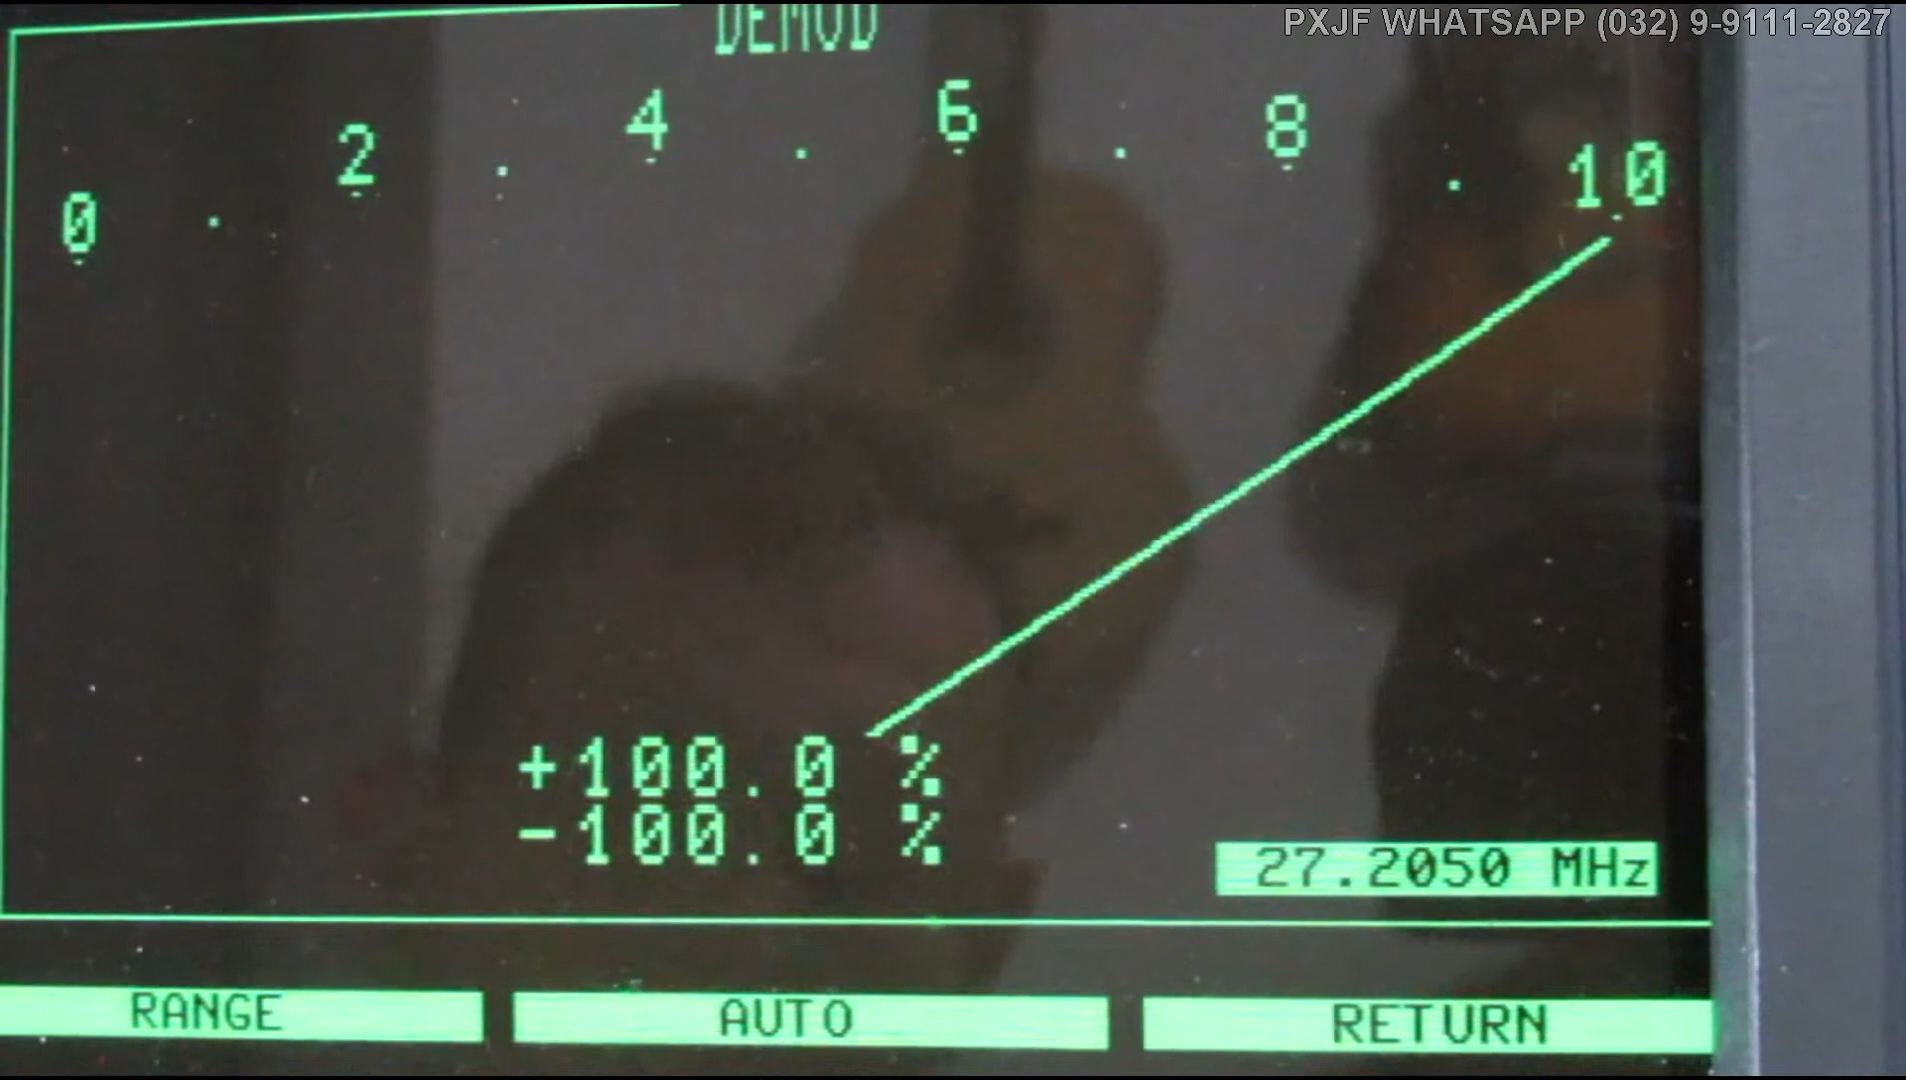 PXJF WHATSAPP (032) 9-9111-2827
DEMOD
0 2 4 6 8 10
+100.0 %
-100.0 %
27.2050 MHz
RANGE AUTO RETURN